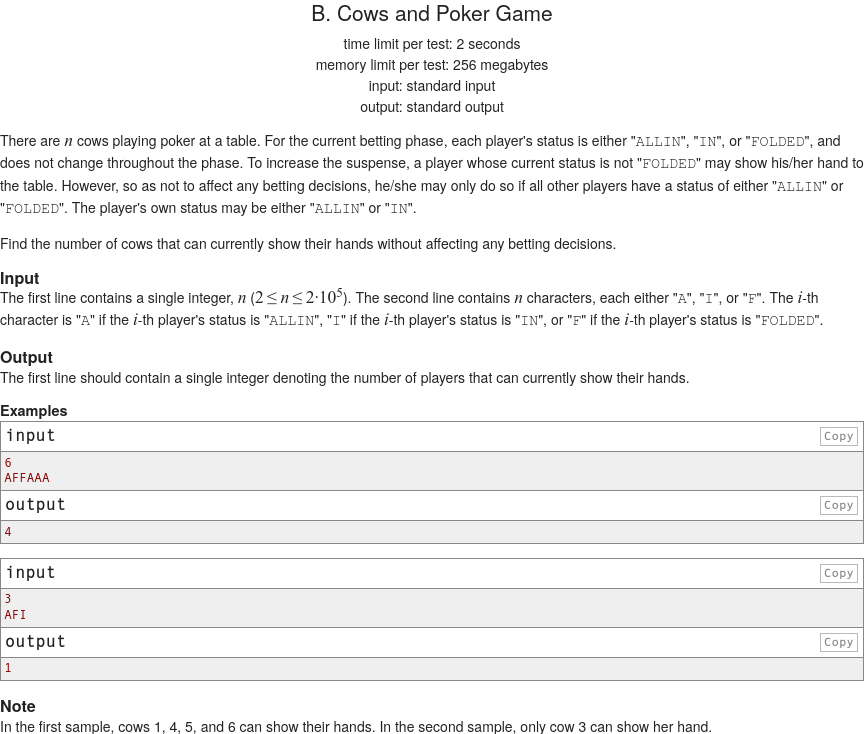 B. Cows and Poker Game
time limit per test: 2 seconds
memory limit per test: 256 megabytes
input: standard input
output: standard output
There are n cows playing poker at a table. For the current betting phase, each player's status is either "ALLIN", "IN", or "FOLDED", and
does not change throughout the phase. To increase the suspense, a player whose current status is not "FOLDED" may show his/her hand to
the table. However, so as not to affect any betting decisions, he/she may only do so if all other players have a status of either "ALLIN" or
"FOLDED". The player's own status may be either "ALLIN" or "IN".
Find the number of cows that can currently show their hands without affecting any betting decisions.
Input
The first line contains a single integer, n (2 ≤ n ≤ 2·10⁵). The second line contains n characters, each either "A", "I", or "F". The i-th
character is "A" if the i-th player's status is "ALLIN", "I" if the i-th player's status is "IN", or "F" if the i-th player's status is "FOLDED".
Output
The first line should contain a single integer denoting the number of players that can currently show their hands.
Examples
input Copy
6
AFFAAA
output Copy
4
input Copy
3
AFI
output Copy
1
Note
In the first sample, cows 1, 4, 5, and 6 can show their hands. In the second sample, only cow 3 can show her hand.